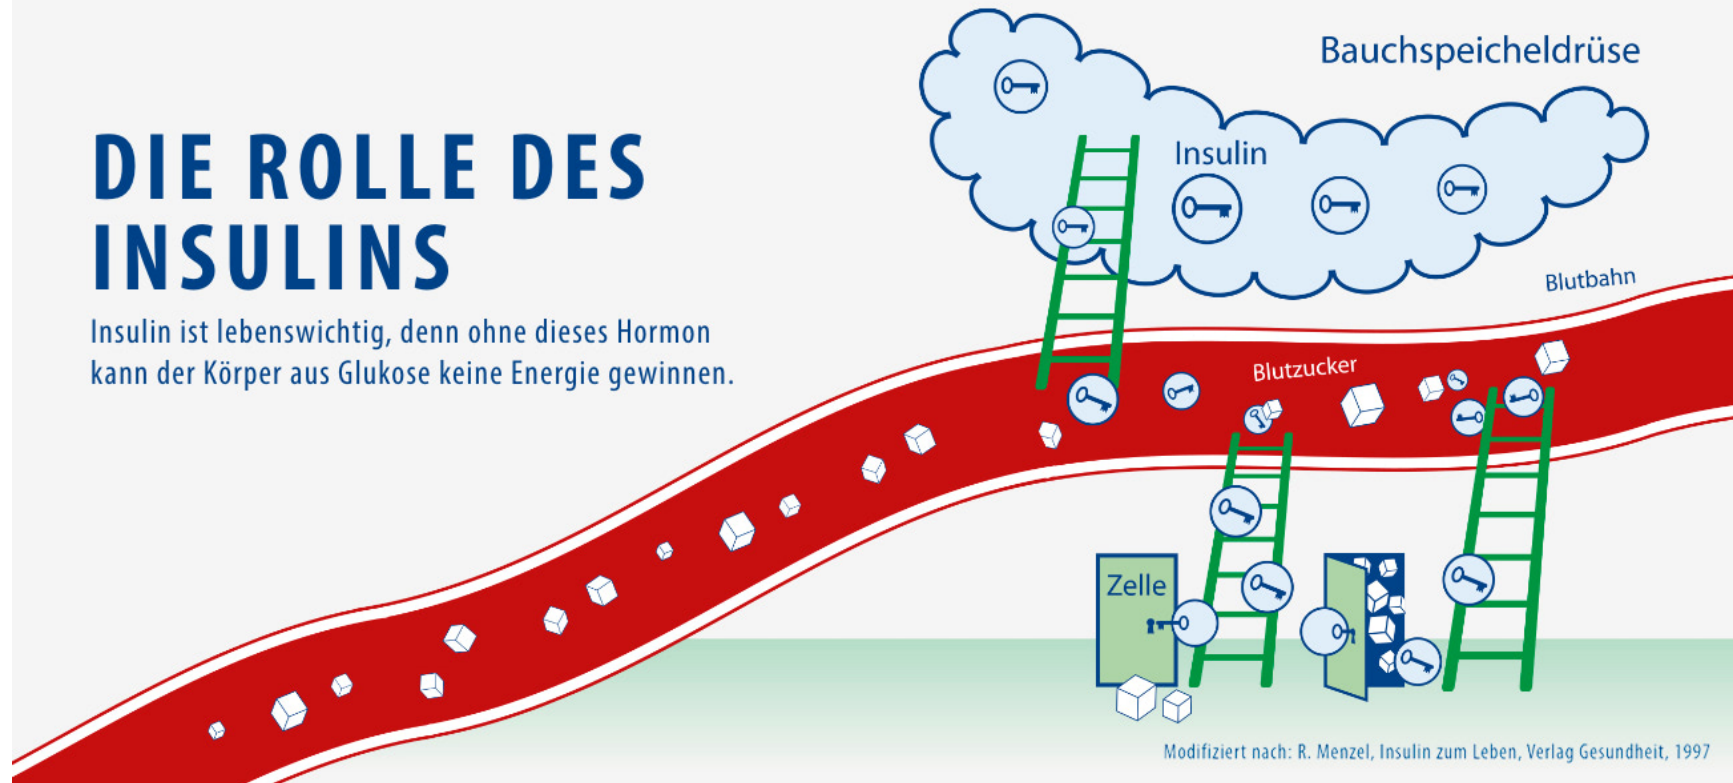 DIE ROLLE DES
INSULINS
Insulin ist lebenswichtig, denn ohne dieses Hormon
kann der Körper aus Glukose keine Energie gewinnen.
Bauchspeicheldrüse
Insulin
Blutbahn
Blutzucker
Zelle
Modifiziert nach: R. Menzel, Insulin zum Leben, Verlag Gesundheit, 1997